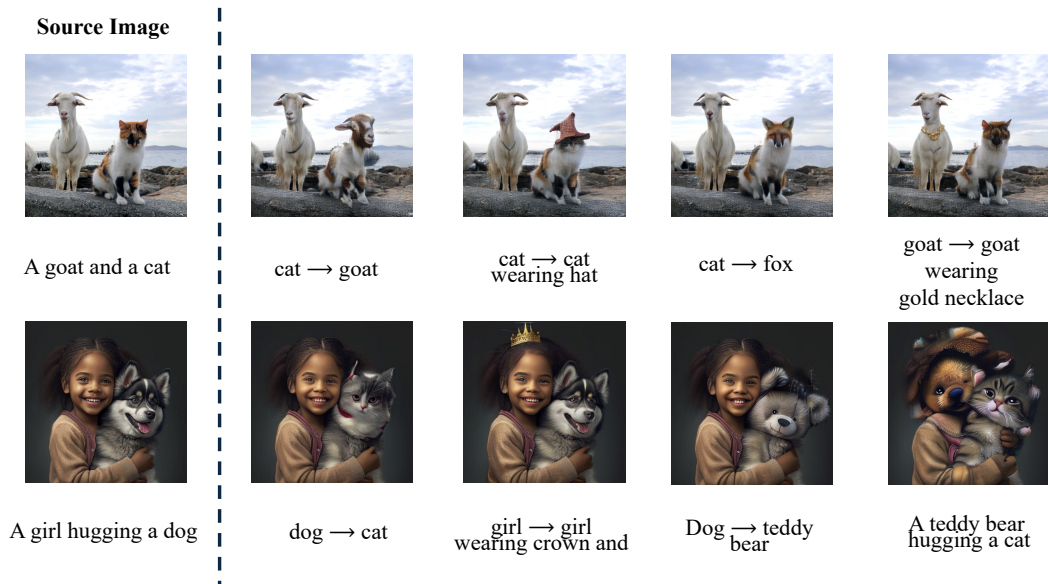 Source Image
A goat and a cat
cat → goat
cat → cat
wearing hat
cat → fox
goat → goat
wearing
gold necklace
A girl hugging a dog
dog → cat
girl → girl
wearing crown and
Dog → teddy
bear
A teddy bear
hugging a cat